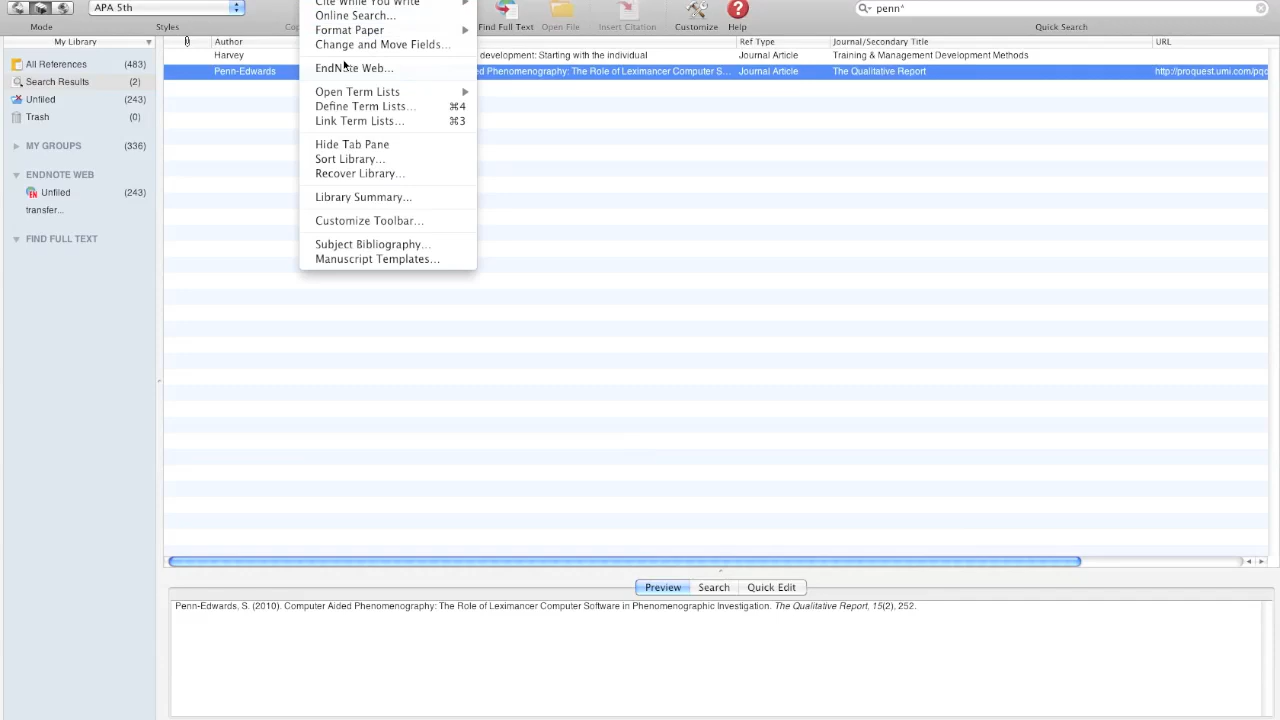 APA 5th
Cite While You Write
Online Search...
Find Full Text
Open File
Insert Citation
Customize
Help
penn^
Quick Search
Mode
Styles
Format Paper
Change and Move Fields...
My Library
Author
Ref Type
Journal/Secondary Title
URL
All References (483)
Harvey
development: Starting with the individual
Journal Article
Training & Management Development Methods
EndNote Web...
Search Results (2)
Penn-Edwards
ed Phenomenography: The Role of Leximancer Computer S...
Journal Article
The Qualitative Report
http://proquest.umi.com/pqd
Unfiled (243)
Trash (0)
Open Term Lists
Define Term Lists... ⌘4
Link Term Lists... ⌘3
MY GROUPS (336)
Hide Tab Pane
Sort Library...
Recover Library...
ENDNOTE WEB
Unfiled (243)
transfer...
Library Summary...
Customize Toolbar...
FIND FULL TEXT
Subject Bibliography...
Manuscript Templates...
Preview
Search
Quick Edit
Penn-Edwards, S. (2010). Computer Aided Phenomenography: The Role of Leximancer Computer Software in Phenomenographic Investigation. The Qualitative Report, 15(2), 252.